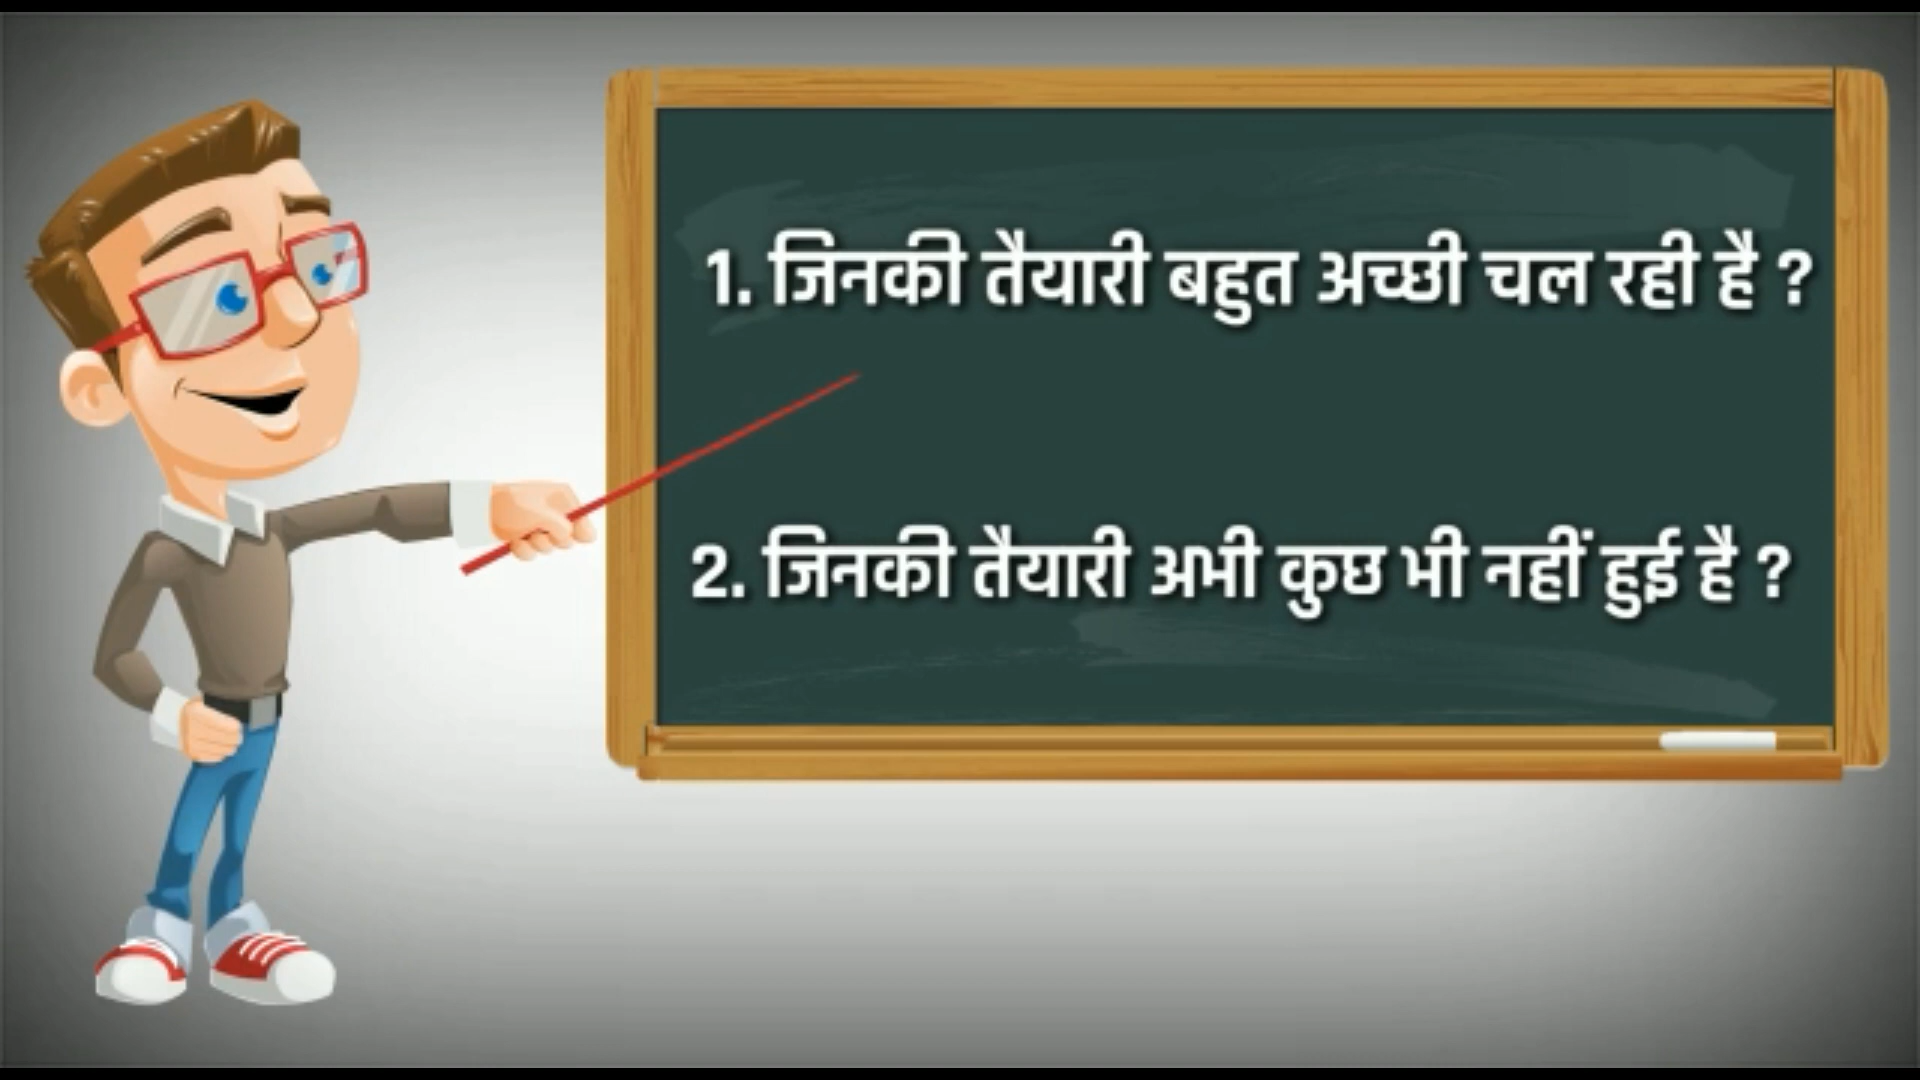 1. जिनकी तैयारी बहुत अच्छी चल रही है ?
2. जिनकी तैयारी अभी कुछ भी नहीं हुई है ?